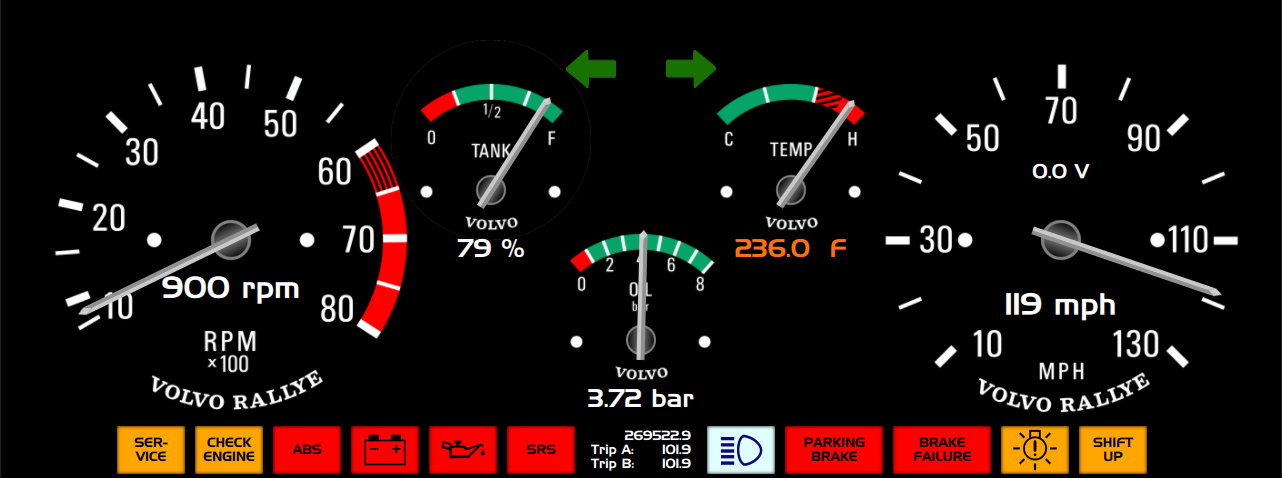 10
20
30
40
50
60
70
80
900 rpm
RPM
x100
VOLVO RALLYE
0
1/2
F
TANK
VOLVO
79 %
0
2
4
6
8
OIL
bar
VOLVO
3.72 bar
C
H
TEMP
VOLVO
236.0 F
10
30
50
70
90
110
130
0.0 V
119 mph
MPH
VOLVO RALLYE
SER-
VICE
CHECK
ENGINE
ABS
SRS
269522.9
Trip A: 101.9
Trip B: 101.9
PARKING
BRAKE
BRAKE
FAILURE
SHIFT
UP